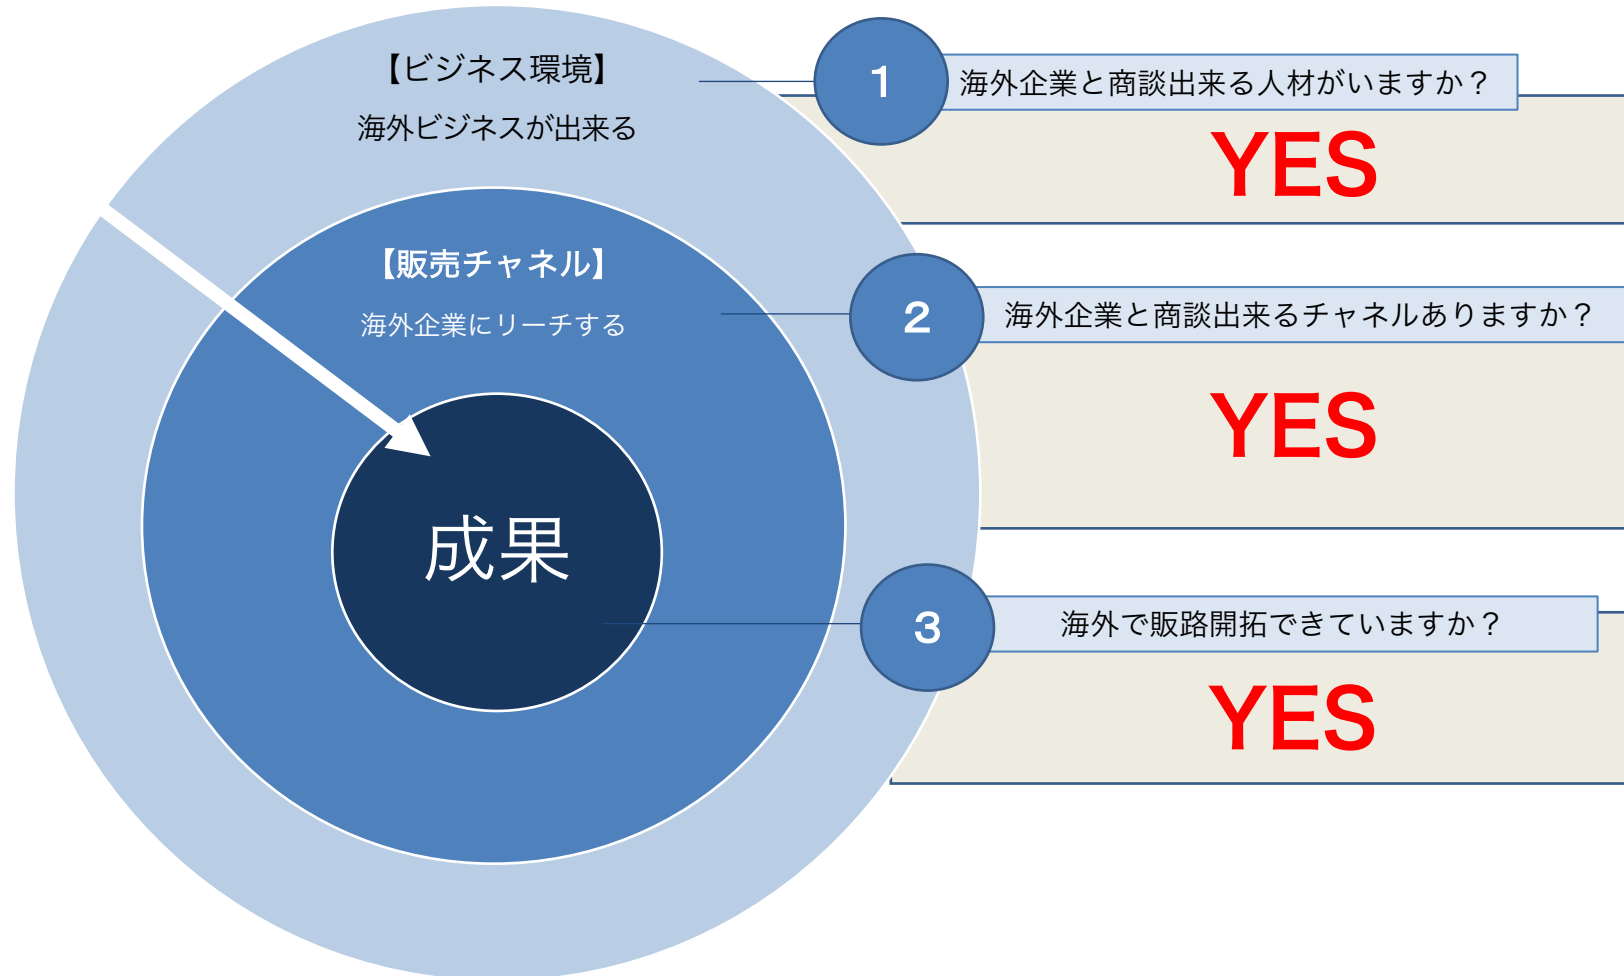 【ビジネス環境】
海外ビジネスが出来る
【販売チャネル】
海外企業にリーチする
成果
1
海外企業と商談出来る人材がいますか？
YES
2
海外企業と商談出来るチャネルありますか？
YES
3
海外で販路開拓できていますか？
YES